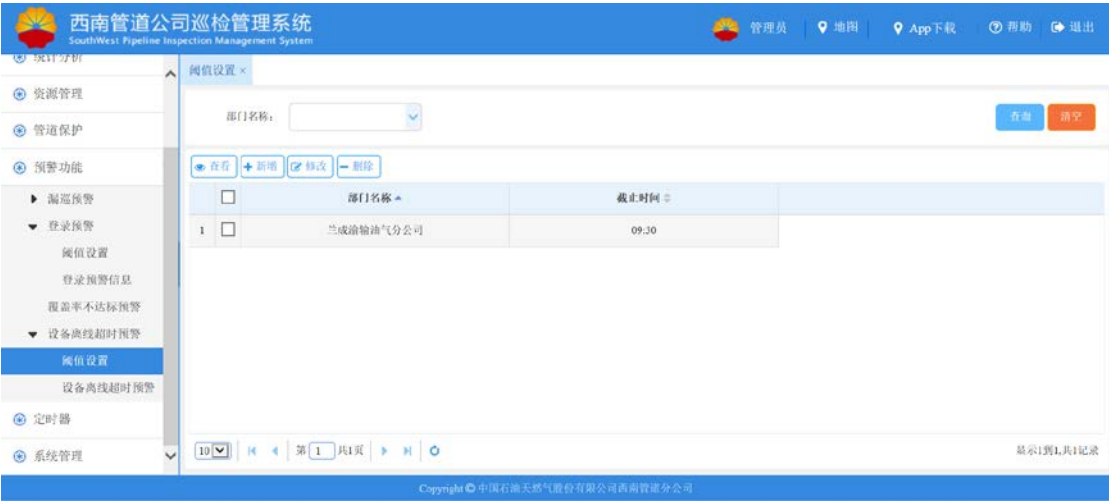 西南管道公司巡检管理系统
SouthWest Pipeline Inspection Management System
管理员 地图 App下载 帮助 退出
统计分析
资源管理
管道保护
预警功能
漏巡预警
登录预警
阈值设置
登录预警信息
覆盖率不达标预警
设备离线超时预警
阈值设置
设备离线超时预警
定时器
系统管理
阈值设置 ×
部门名称:
查询 清空
查看 新增 修改 删除
部门名称 截止时间
1 兰成渝输油气分公司 09:30
10 第 1 共1页
显示1到1,共1记录
Copyright © 中国石油天然气股份有限公司西南管道分公司